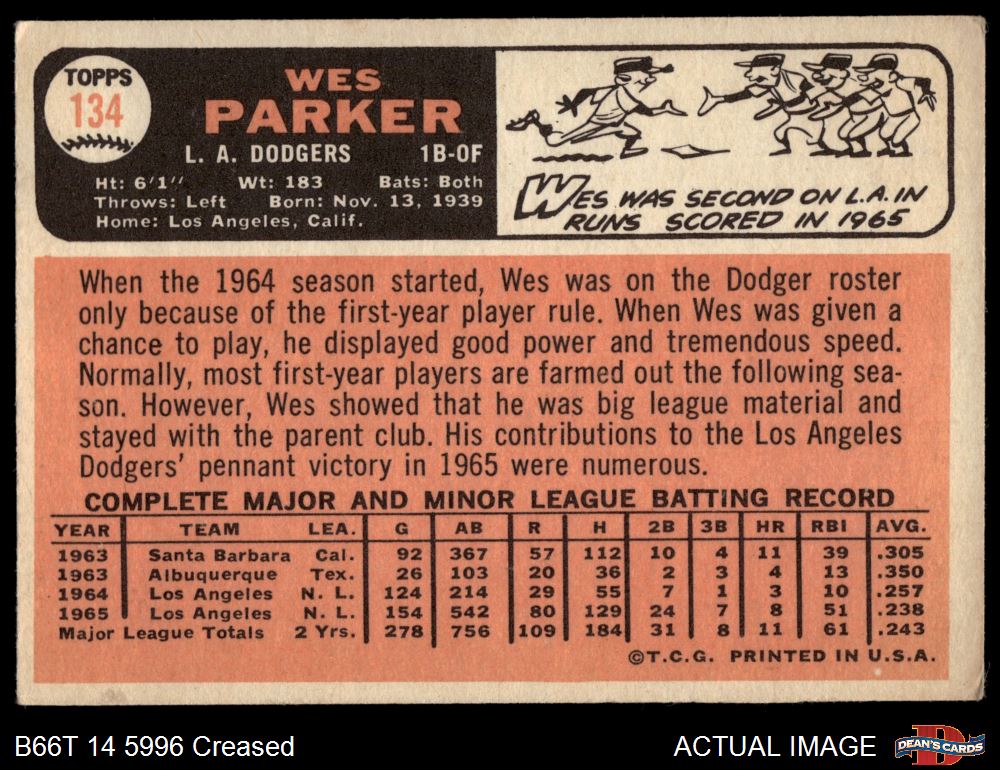 TOPPS
134
WES
PARKER
L. A. DODGERS 1B-OF
Ht: 6'1" Wt: 183 Bats: Both
Throws: Left Born: Nov. 13, 1939
Home: Los Angeles, Calif.
WES WAS SECOND ON L.A. IN
RUNS SCORED IN 1965
When the 1964 season started, Wes was on the Dodger roster
only because of the first-year player rule. When Wes was given a
chance to play, he displayed good power and tremendous speed.
Normally, most first-year players are farmed out the following sea-
son. However, Wes showed that he was big league material and
stayed with the parent club. His contributions to the Los Angeles
Dodgers' pennant victory in 1965 were numerous.
COMPLETE MAJOR AND MINOR LEAGUE BATTING RECORD
YEAR TEAM LEA. G AB R H 2B 3B HR RBI AVG.
1963 Santa Barbara Cal. 92 367 57 112 10 4 11 39 .305
1963 Albuquerque Tex. 26 103 20 36 2 3 4 13 .350
1964 Los Angeles N. L. 124 214 29 55 7 1 3 10 .257
1965 Los Angeles N. L. 154 542 80 129 24 7 8 51 .238
Major League Totals 2 Yrs. 278 756 109 184 31 8 11 61 .243
©T.C.G. PRINTED IN U.S.A.
B66T 14 5996 Creased
ACTUAL IMAGE
D
DEAN'S CARDS